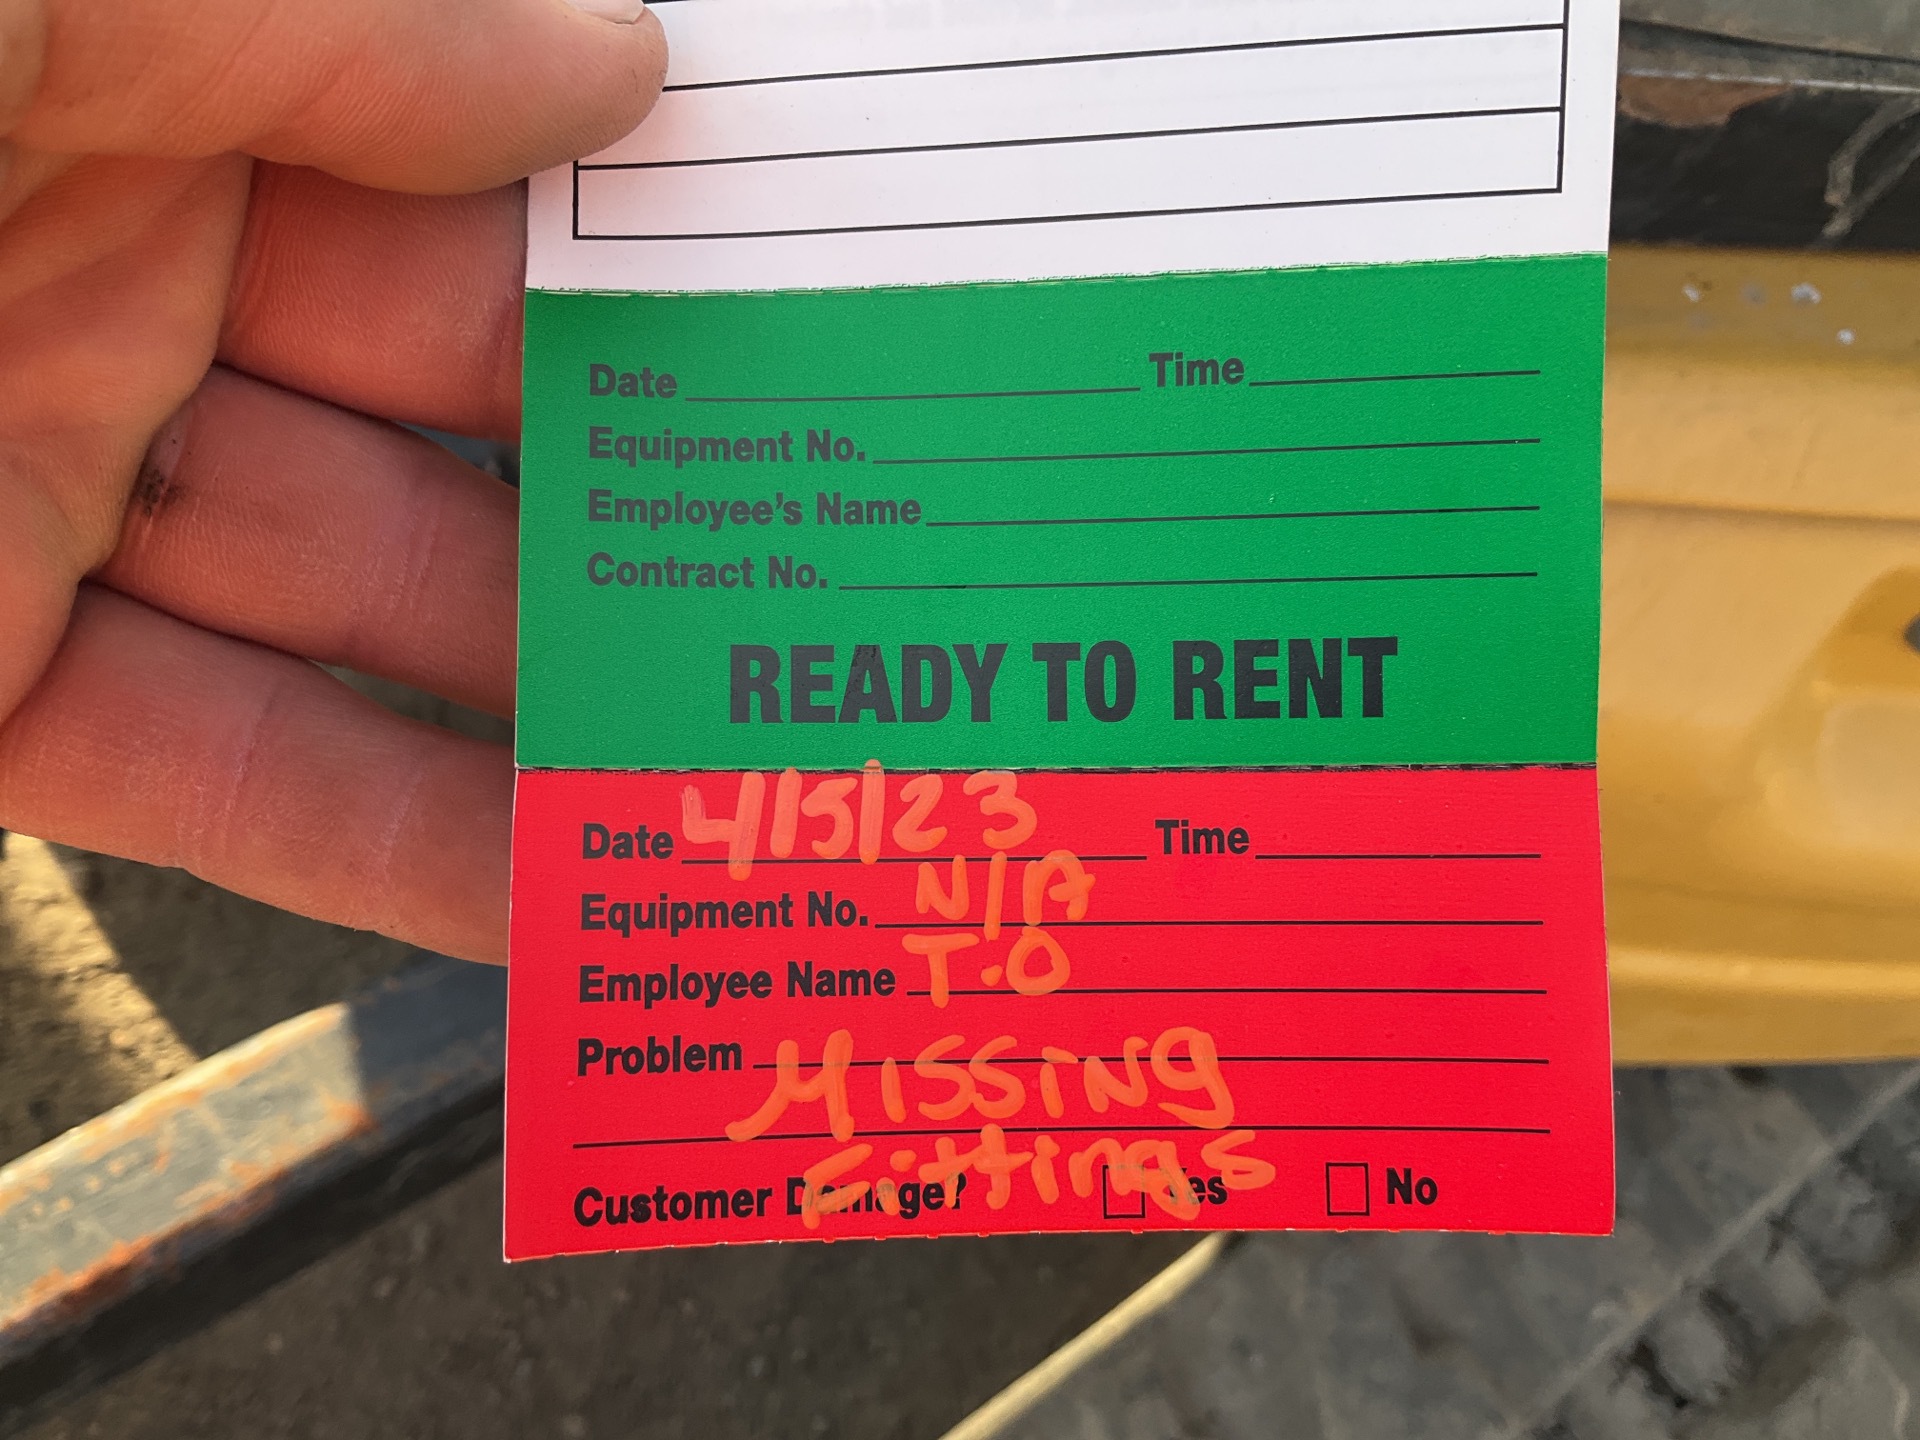 Date Time
Equipment No.
Employee's Name
Contract No.
READY TO RENT
Date 4/5/23 Time
Equipment No. N/A
Employee Name T.O
Problem Missing
Fittings
Customer Damage? Yes No